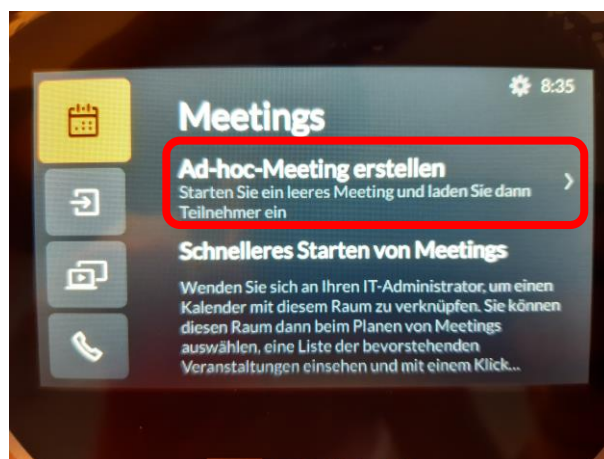 8:35
Meetings
Ad-hoc-Meeting erstellen
Starten Sie ein leeres Meeting und laden Sie dann
Teilnehmer ein
Schnelleres Starten von Meetings
Wenden Sie sich an Ihren IT-Administrator, um einen
Kalender mit diesem Raum zu verknüpfen. Sie können
diesen Raum dann beim Planen von Meetings
auswählen, eine Liste der bevorstehenden
Veranstaltungen einsehen und mit einem Klick...